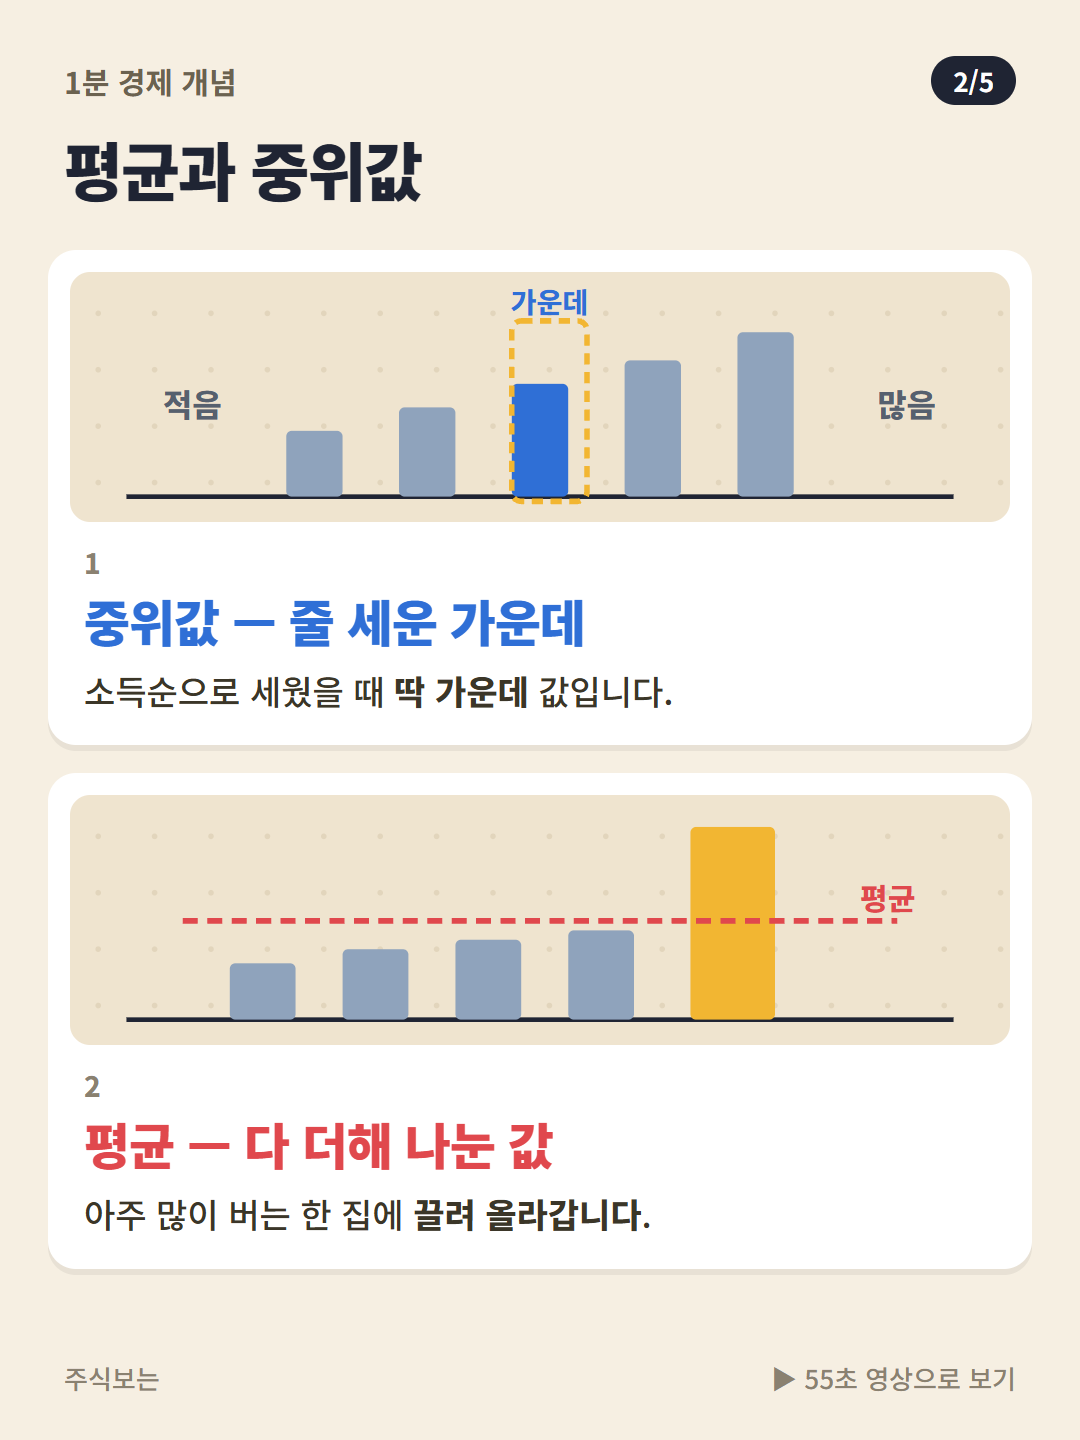 1분 경제 개념
2/5
평균과 중위값
가운데
적음
많음
1
중위값 — 줄 세운 가운데
소득순으로 세웠을 때 딱 가운데 값입니다.
평균
2
평균 — 다 더해 나눈 값
아주 많이 버는 한 집에 끌려 올라갑니다.
주식보는
▶ 55초 영상으로 보기